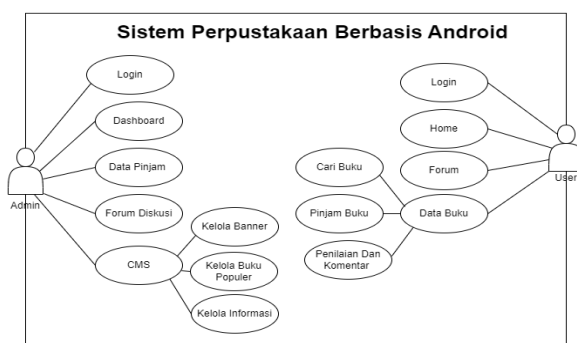 Sistem Perpustakaan Berbasis Android
Login
Dashboard
Data Pinjam
Forum Diskusi
CMS
Admin
Kelola Banner
Kelola Buku
Populer
Kelola Informasi
Login
Home
Forum
Data Buku
User
Cari Buku
Pinjam Buku
Penilaian Dan
Komentar